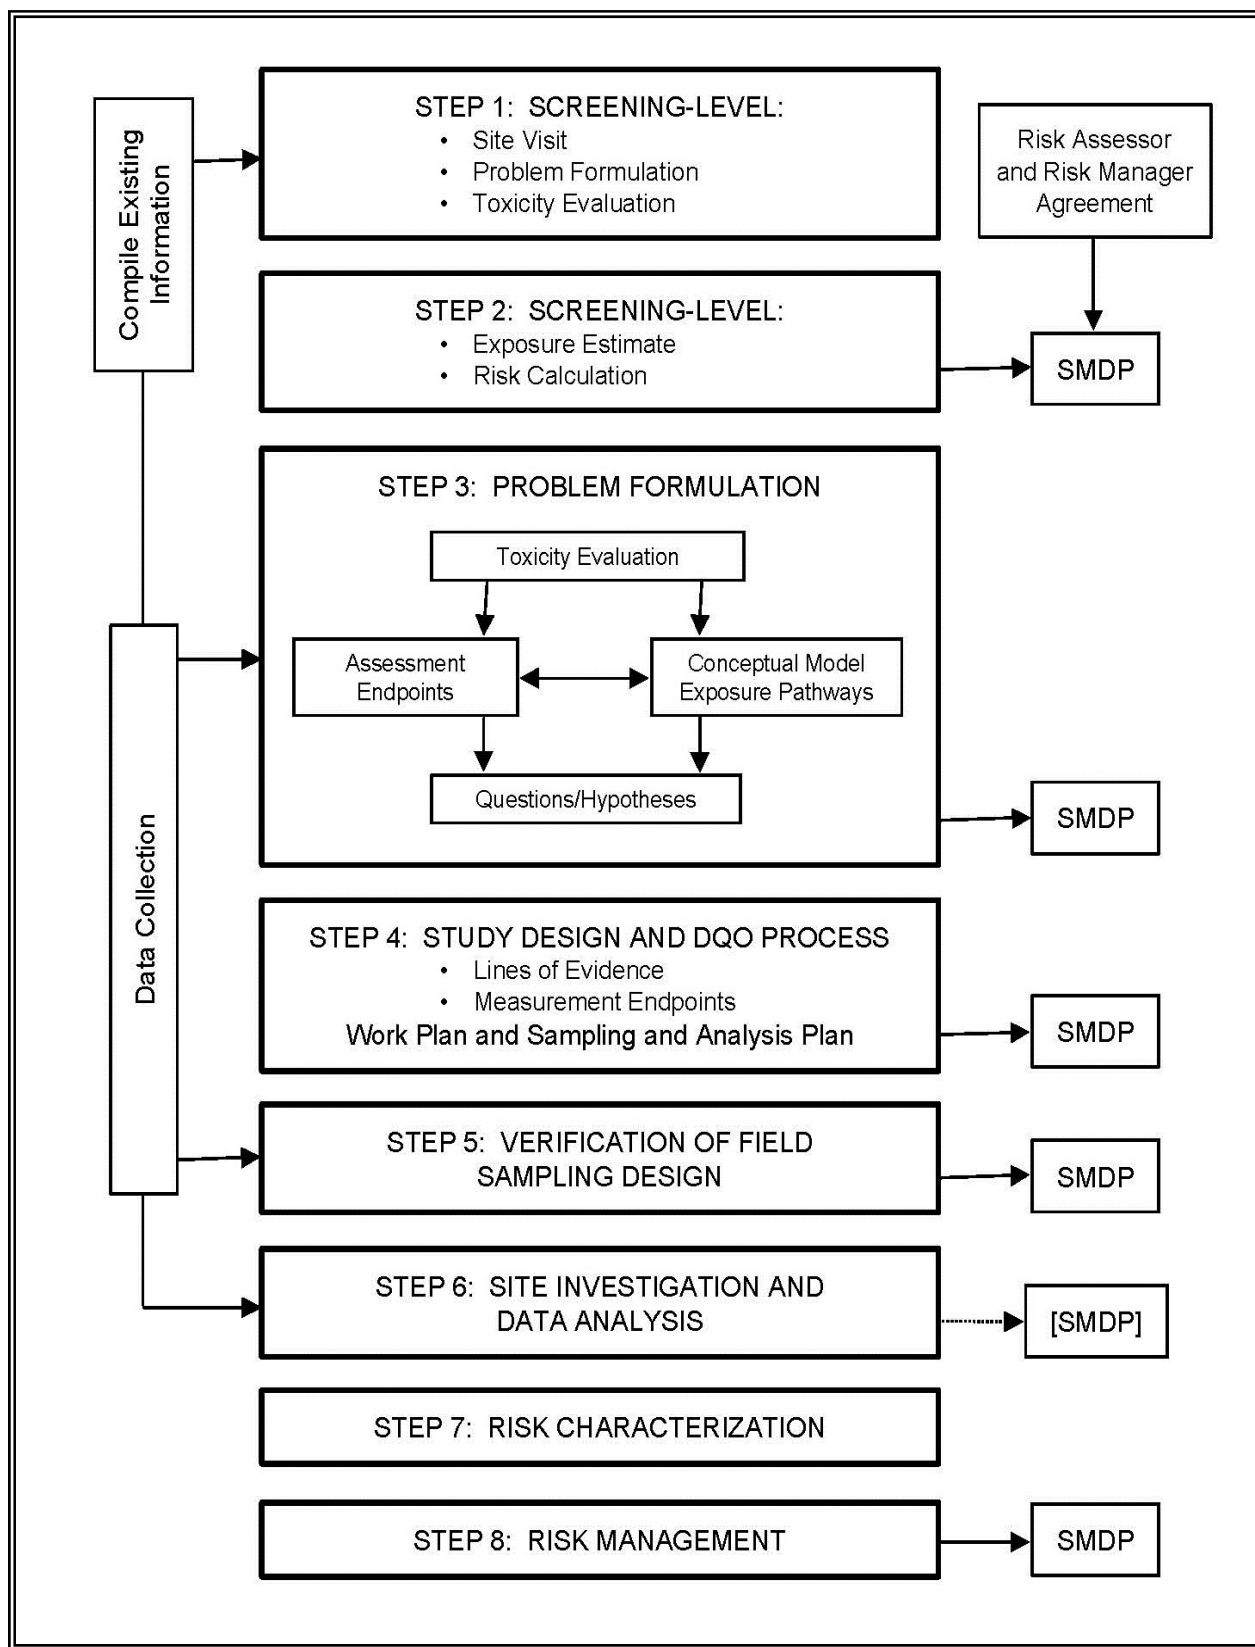 Compile Existing
Information
STEP 1: SCREENING-LEVEL:
• Site Visit
• Problem Formulation
• Toxicity Evaluation
Risk Assessor
and Risk Manager
Agreement
STEP 2: SCREENING-LEVEL:
• Exposure Estimate
• Risk Calculation
SMDP
Data Collection
STEP 3: PROBLEM FORMULATION
Toxicity Evaluation
Assessment
Endpoints
Conceptual Model
Exposure Pathways
Questions/Hypotheses
SMDP
STEP 4: STUDY DESIGN AND DQO PROCESS
• Lines of Evidence
• Measurement Endpoints
Work Plan and Sampling and Analysis Plan
SMDP
STEP 5: VERIFICATION OF FIELD
SAMPLING DESIGN
SMDP
STEP 6: SITE INVESTIGATION AND
DATA ANALYSIS
[SMDP]
STEP 7: RISK CHARACTERIZATION
STEP 8: RISK MANAGEMENT
SMDP